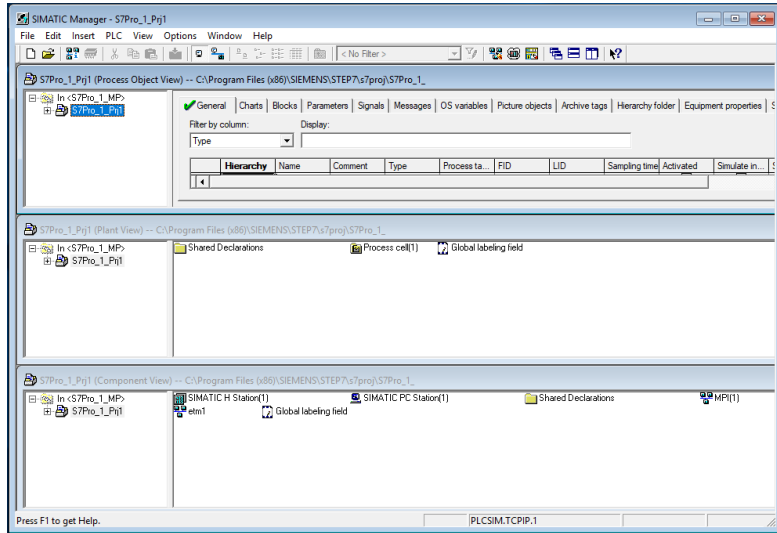 SIMATIC Manager - S7Pro_1_Prj1
File Edit Insert PLC View Options Window Help
< No Filter >
S7Pro_1_Prj1 (Process Object View) -- C:\Program Files (x86)\SIEMENS\STEP7\s7proj\S7Pro_1_
In <S7Pro_1_MP>
S7Pro_1_Prj1
General Charts Blocks Parameters Signals Messages OS variables Picture objects Archive tags Hierarchy folder Equipment properties S
Filter by column: Display:
Type
Hierarchy Name Comment Type Process ta... FID LID Sampling time Activated Simulate in... S
S7Pro_1_Prj1 (Plant View) -- C:\Program Files (x86)\SIEMENS\STEP7\s7proj\S7Pro_1_
In <S7Pro_1_MP>
S7Pro_1_Prj1
Shared Declarations Process cell(1) Global labeling field
S7Pro_1_Prj1 (Component View) -- C:\Program Files (x86)\SIEMENS\STEP7\s7proj\S7Pro_1_
In <S7Pro_1_MP>
S7Pro_1_Prj1
SIMATIC H Station(1) SIMATIC PC Station(1) Shared Declarations MPI(1)
etm1 Global labeling field
Press F1 to get Help. PLCSIM.TCPIP.1